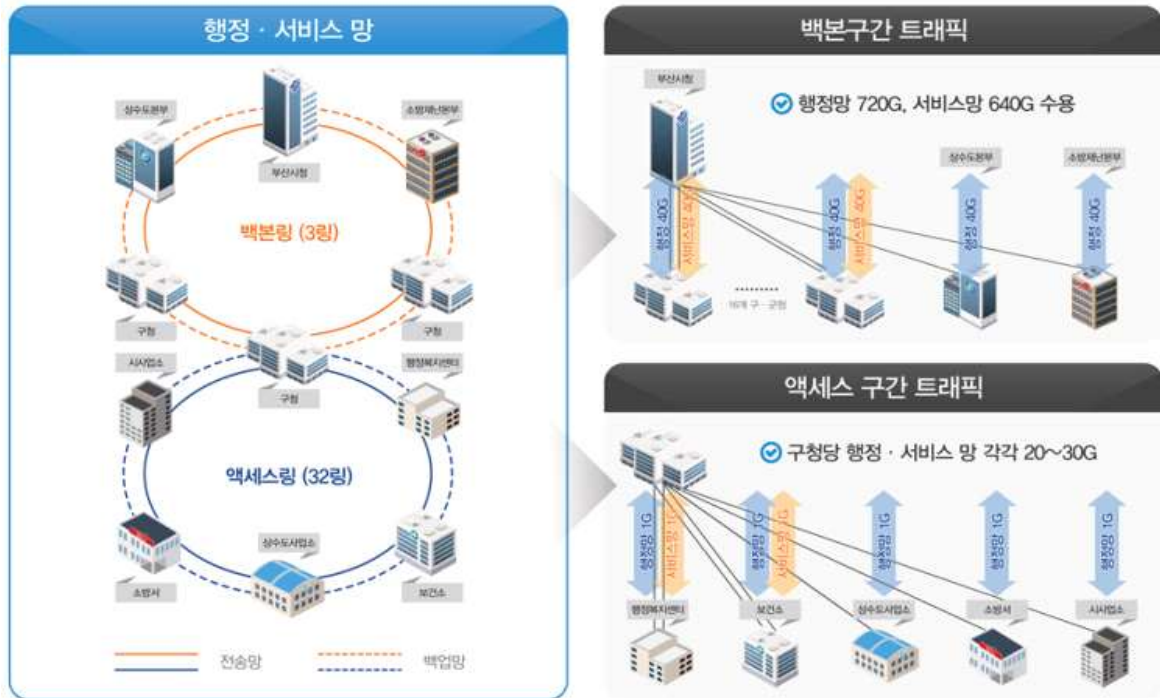 행정 · 서비스 망
상수도본부
부산시청
소방재난본부
백본링 (3링)
구청
구청
시사업소
구청
행정복지센터
액세스링 (32링)
소방서
상수도사업소
보건소
전송망
백업망
백본구간 트래픽
부산시청
행정망 720G, 서비스망 640G 수용
상수도본부
소방재난본부
행정 40G
서비스망 40G
행정 40G
서비스망 40G
행정 40G
행정 40G
16개 구 · 군청
액세스 구간 트래픽
구청당 행정 · 서비스 망 각각 20~30G
행정망 1G
서비스망 1G
행정망 1G
서비스망 1G
행정망 1G
행정망 1G
행정망 1G
행정복지센터
보건소
상수도사업소
소방서
시사업소